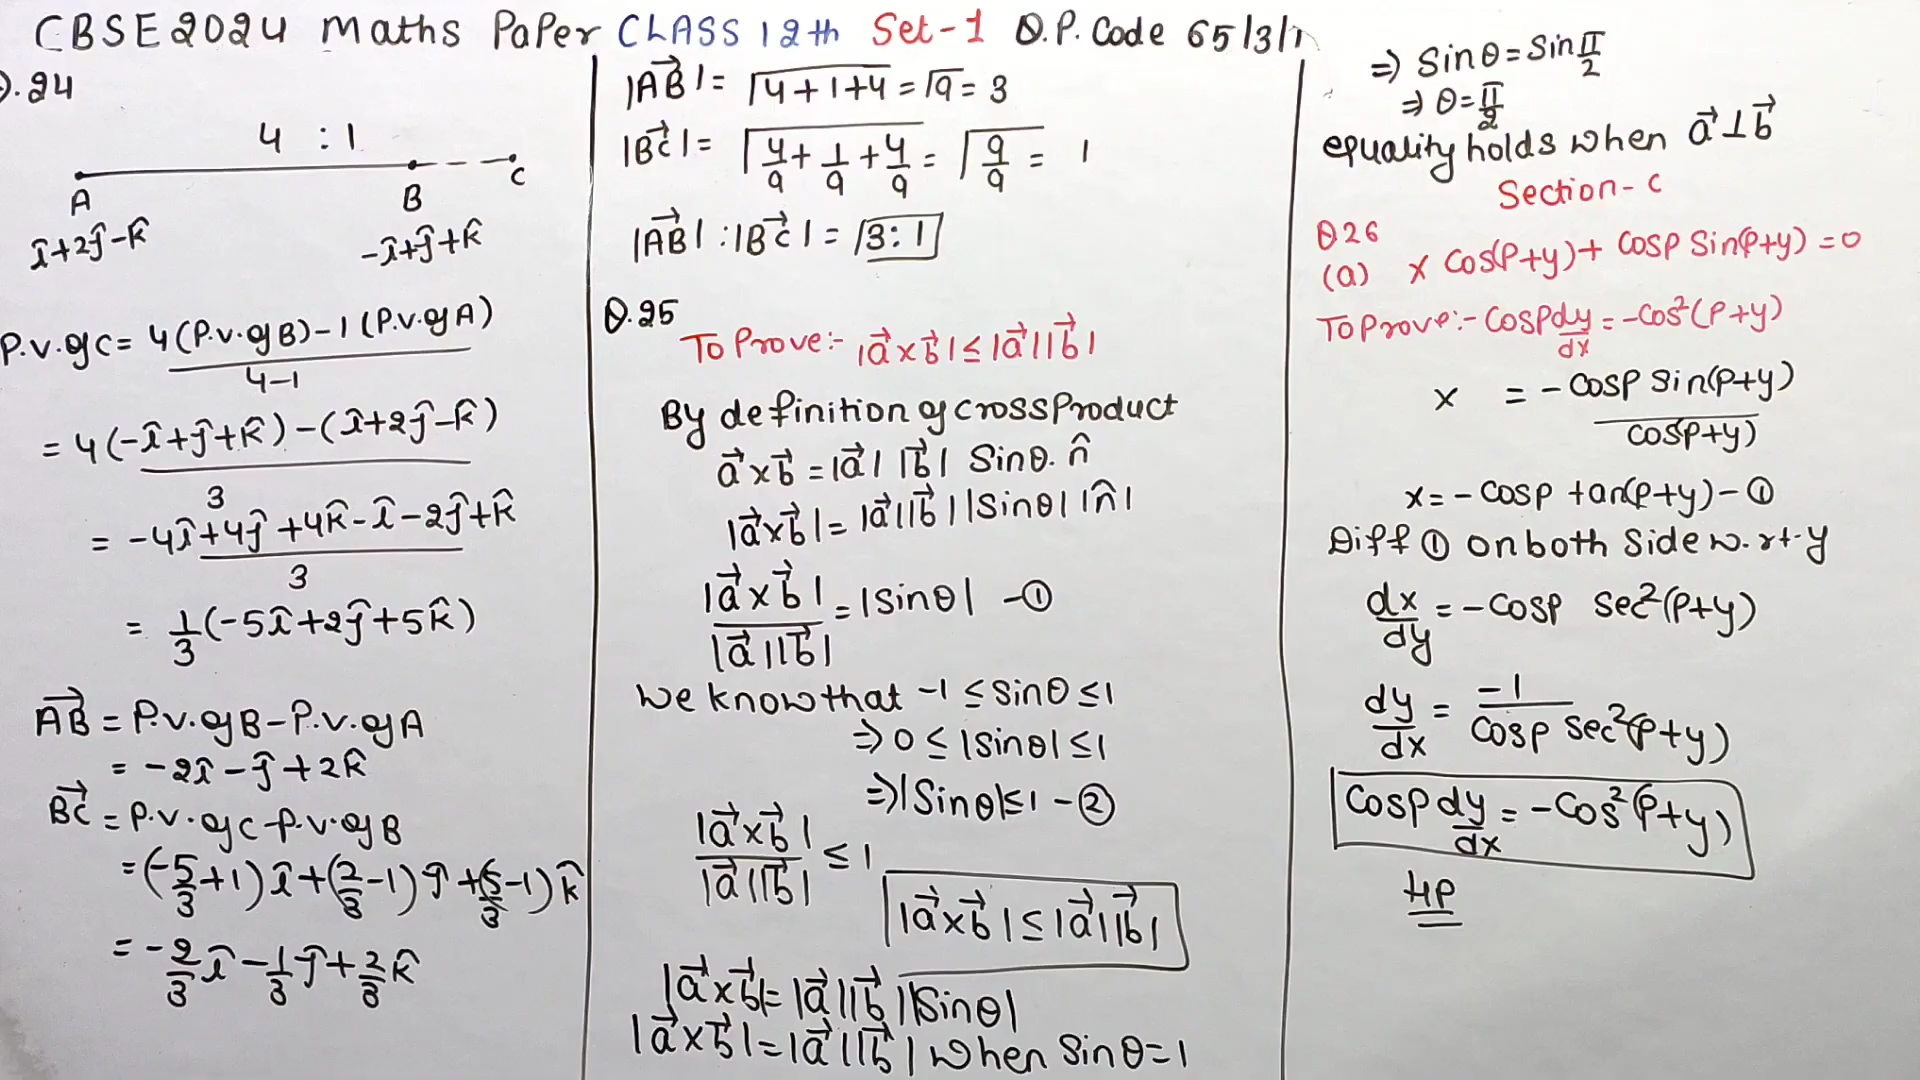 CBSE 2024 Maths PaPer CLASS 12th Set-1 Q.P. Code 65/3/1
Q.24
4 : 1
A B C
î+2ĵ-k̂ -î+ĵ+k̂
P.V. of C = 4(P.V. of B) - 1(P.V. of A)
4-1
= 4(-î+ĵ+k̂) - (î+2ĵ-k̂)
3
= -4î+4ĵ+4k̂-î-2ĵ+k̂
3
= 1/3(-5î+2ĵ+5k̂)
AB⃗ = P.V. of B - P.V. of A
= -2î-ĵ+2k̂
BC⃗ = P.V. of C - P.V. of B
= (-5/3+1)î+(2/3-1)ĵ+(5/3-1)k̂
= -2/3î-1/3ĵ+2/3k̂
|AB⃗| = √4+1+4 = √9 = 3
|BC⃗| = √4/9+1/9+4/9 = √9/9 = 1
|AB⃗| : |BC⃗| = 3:1
Q.25
To Prove:- |a⃗×b⃗| ≤ |a⃗||b⃗|
By definition of cross Product
a⃗×b⃗ = |a⃗| |b⃗| Sinθ. n̂
|a⃗×b⃗| = |a⃗||b⃗||Sinθ| |n̂|
|a⃗×b⃗|/|a⃗||b⃗| = |sinθ| -①
We know that -1 ≤ sinθ ≤ 1
⇒ 0 ≤ |sinθ| ≤ 1
⇒ |Sinθ| ≤ 1 -②
|a⃗×b⃗|/|a⃗||b⃗| ≤ 1
|a⃗×b⃗| ≤ |a⃗||b⃗|
|a⃗×b⃗| = |a⃗||b⃗||Sinθ|
|a⃗×b⃗| = |a⃗||b⃗| When Sinθ=1
⇒ Sinθ = Sin π/2
⇒ θ = π/2
equality holds when a⃗⊥b⃗
Section-C
Q26
(a) x Cos(P+y) + CosP Sin(P+y) = 0
To Prove:- CosP dy/dx = -Cos²(P+y)
x = -CosP Sin(P+y)
Cos(P+y)
x = -CosP tan(P+y) -①
Diff ① on both Side w.r.t. y
dx/dy = -CosP sec²(P+y)
dy/dx = -1/CosP sec²(P+y)
CosP dy/dx = -Cos²(P+y)
HP